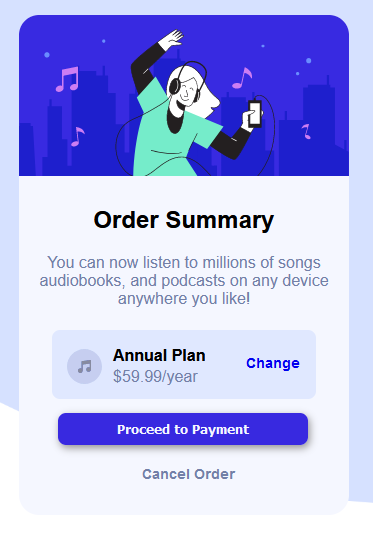 Order Summary
You can now listen to millions of songs
audiobooks, and podcasts on any device
anywhere you like!
Annual Plan
$59.99/year
Change
Proceed to Payment
Cancel Order